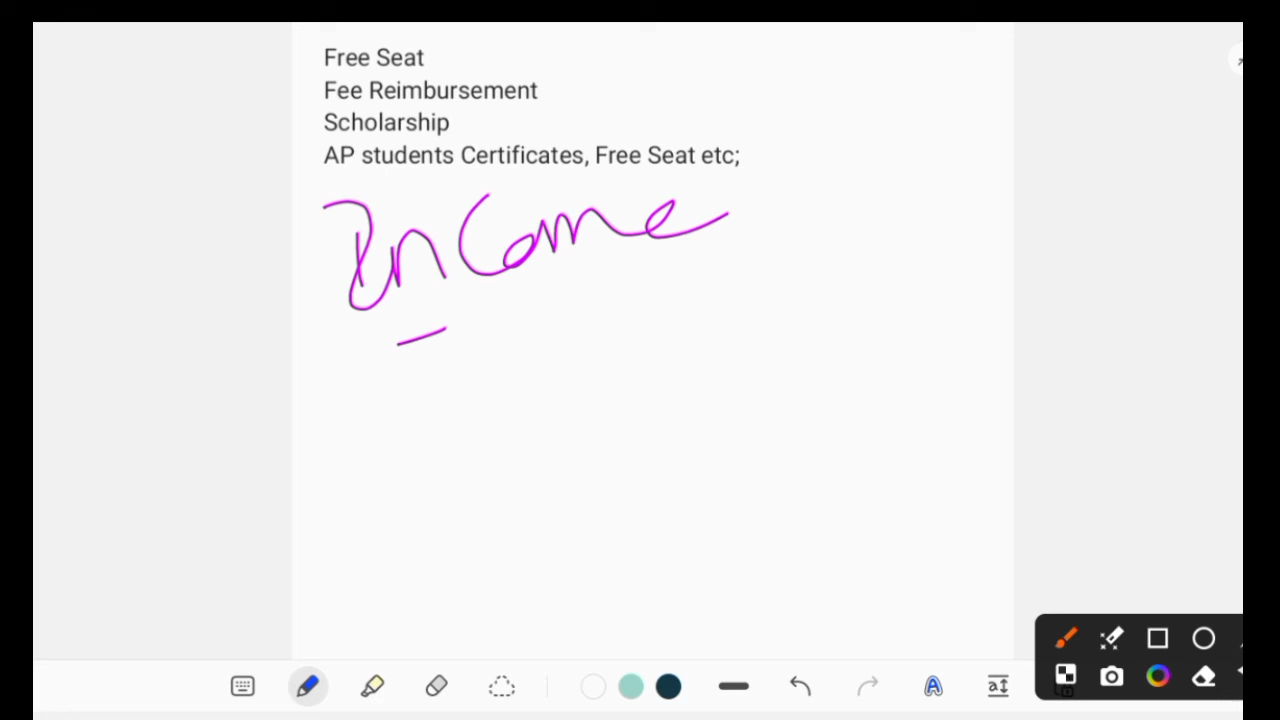 Free Seat
Fee Reimbursement
Scholarship
AP students Certificates, Free Seat etc;
InCome